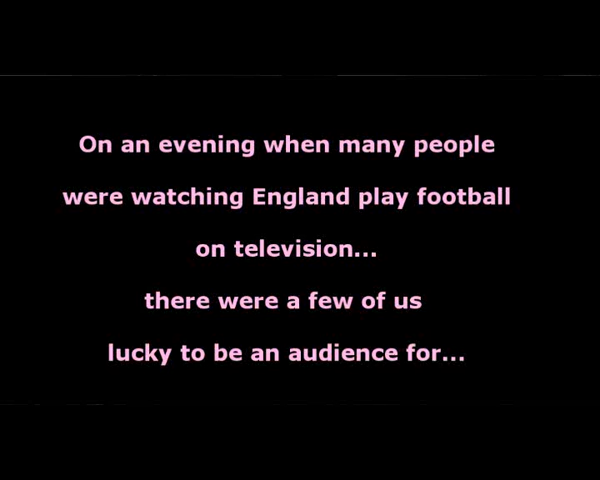 On an evening when many people
were watching England play football
on television...
there were a few of us
lucky to be an audience for...